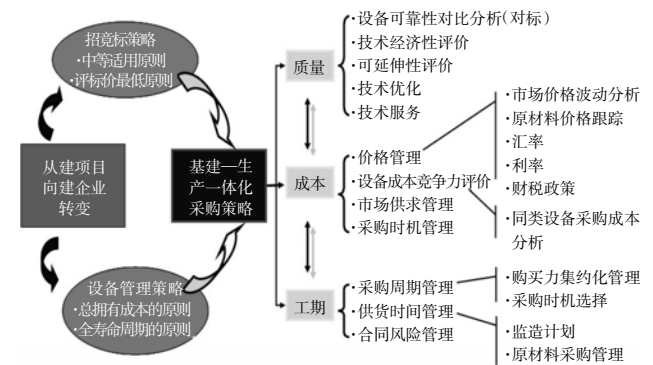 招竟标策略
·中等适用原则
·评标价最低原则
从建项目
向建企业
转变
设备管理策略
·总拥有成本的原则
·全寿命周期的原则
基建—生
产一体化
采购策略
质量
·设备可靠性对比分析(对标)
·技术经济性评价
·可延伸性评价
·技术优化
·技术服务
成本
·价格管理
·设备成本竞争力评价
·市场供求管理
·采购时机管理
·市场价格波动分析
·原材料价格跟踪
·汇率
·利率
·财税政策
·同类设备采购成本
分析
工期
·采购周期管理
·供货时间管理
·合同风险管理
·购买力集约化管理
·采购时机选择
·监造计划
·原材料采购管理